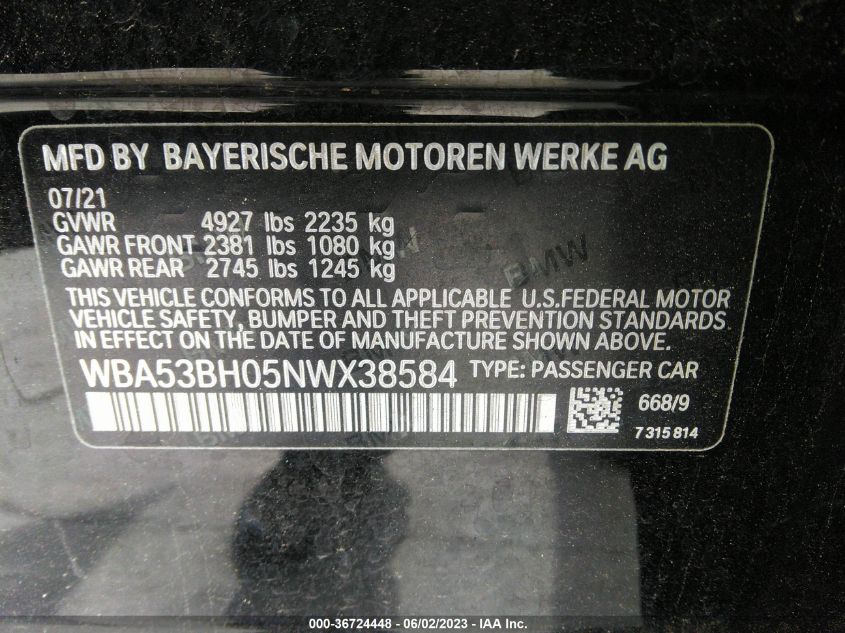 MFD BY BAYERISCHE MOTOREN WERKE AG
07/21
GVWR 4927 lbs 2235 kg
GAWR FRONT 2381 lbs 1080 kg
GAWR REAR 2745 lbs 1245 kg
THIS VEHICLE CONFORMS TO ALL APPLICABLE U.S.FEDERAL MOTOR
VEHICLE SAFETY, BUMPER AND THEFT PREVENTION STANDARDS
IN EFFECT ON THE DATE OF MANUFACTURE SHOWN ABOVE.
WBA53BH05NWX38584 TYPE: PASSENGER CAR
668/9
7315814
BMW
000-36724448 - 06/02/2023 - IAA Inc.